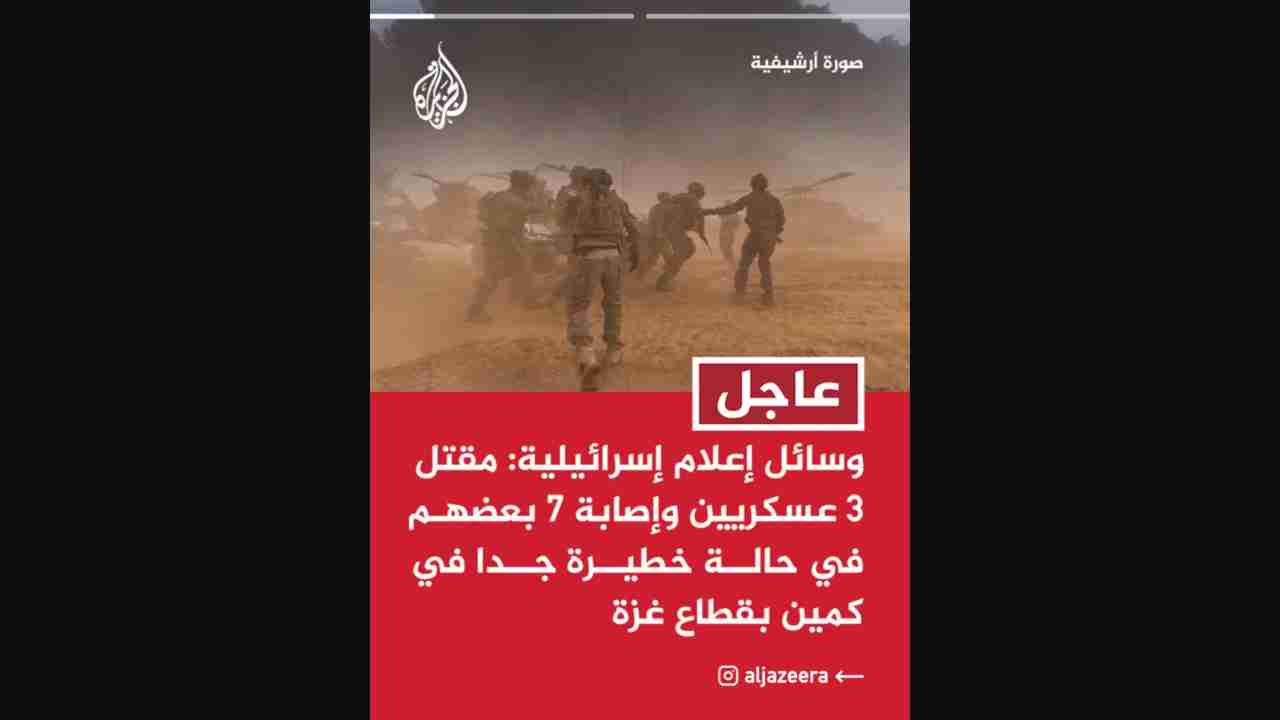 صورة أرشيفية
الجزيرة
عاجل
وسائل إعلام إسرائيلية: مقتل
3 عسكريين وإصابة 7 بعضهم
في حالة خطيرة جدا في
كمين بقطاع غزة
aljazeera